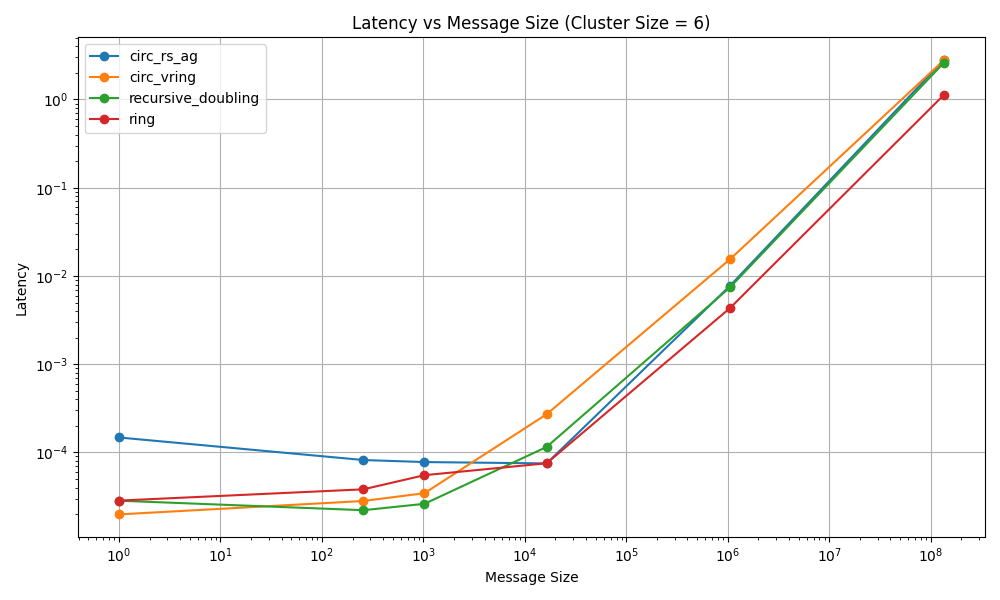 Latency vs Message Size (Cluster Size = 6)
circ_rs_ag
circ_vring
recursive_doubling
ring
Latency
10⁰
10⁻¹
10⁻²
10⁻³
10⁻⁴
10⁰ 10¹ 10² 10³ 10⁴ 10⁵ 10⁶ 10⁷ 10⁸
Message Size